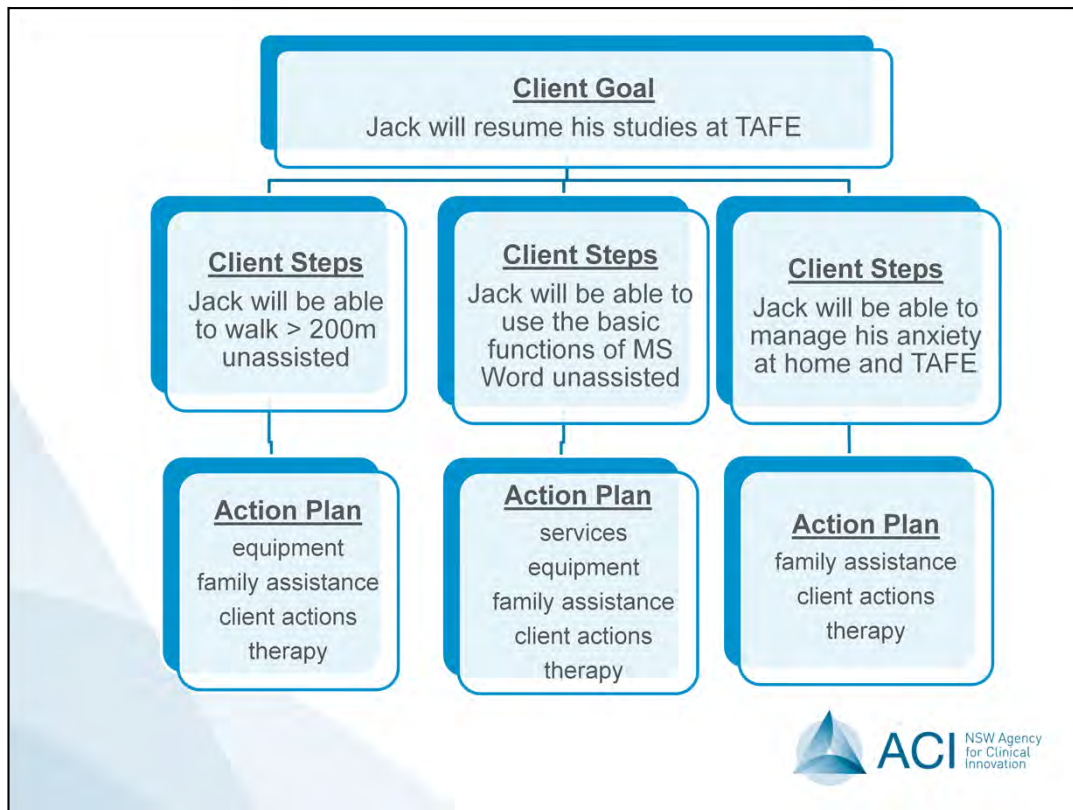 Client Goal
Jack will resume his studies at TAFE
Client Steps
Jack will be able
to walk > 200m
unassisted
Client Steps
Jack will be able to
use the basic
functions of MS
Word unassisted
Client Steps
Jack will be able to
manage his anxiety
at home and TAFE
Action Plan
equipment
family assistance
client actions
therapy
Action Plan
services
equipment
family assistance
client actions
therapy
Action Plan
family assistance
client actions
therapy
ACI
NSW Agency
for Clinical
Innovation